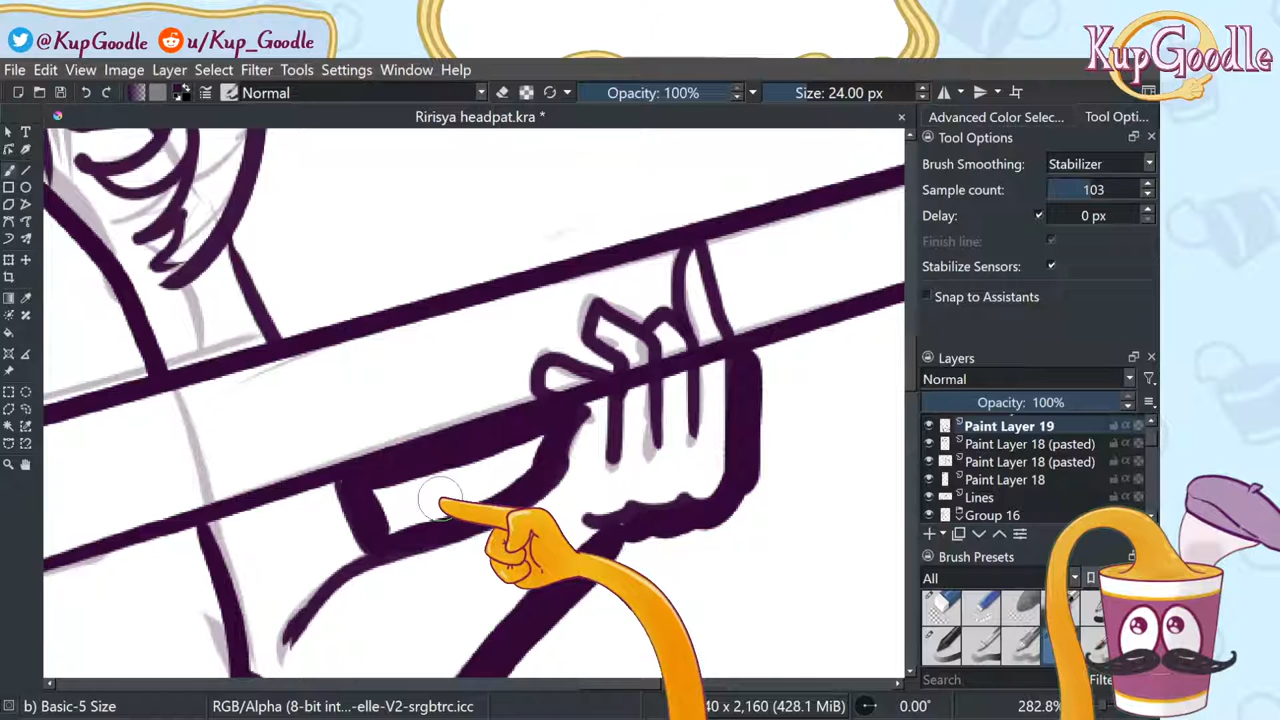 @KupGoodle u/Kup_Goodle
KupGoodle
File Edit View Image Layer Select Filter Tools Settings Window Help
Normal Opacity: 100% Size: 24.00 px
Ririsya headpat.kra *
Advanced Color Selec... Tool Opti...
Tool Options
Brush Smoothing: Stabilizer
Sample count: 103
Delay: 0 px
Finish line:
Stabilize Sensors:
Snap to Assistants
Layers
Normal
Opacity: 100%
Paint Layer 19
Paint Layer 18 (pasted)
Paint Layer 18 (pasted)
Paint Layer 18
Lines
Group 16
Brush Presets
All
Search
b) Basic-5 Size RGB/Alpha (8-bit int...-elle-V2-srgbtrc.icc 40 x 2,160 (428.1 MiB) 0.00° 282.8%